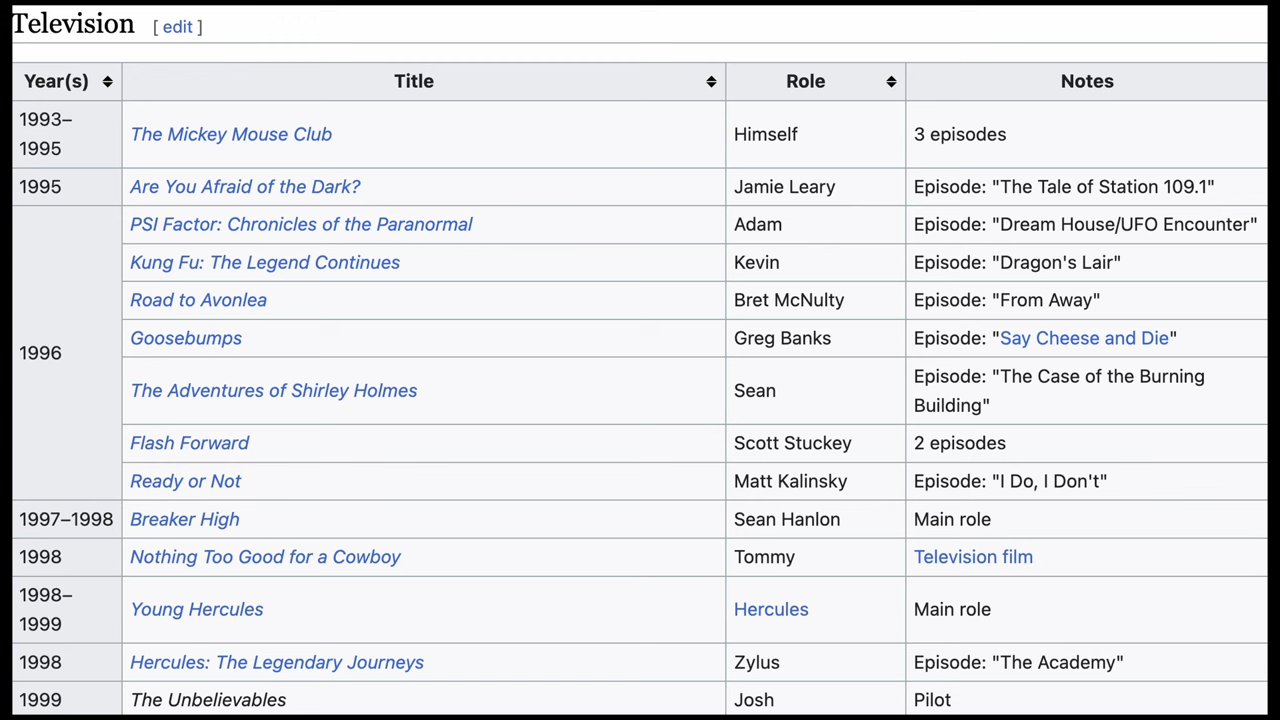 Television [ edit ]
Year(s) Title Role Notes
1993–
1995 The Mickey Mouse Club Himself 3 episodes
1995 Are You Afraid of the Dark? Jamie Leary Episode: "The Tale of Station 109.1"
1996 PSI Factor: Chronicles of the Paranormal Adam Episode: "Dream House/UFO Encounter"
Kung Fu: The Legend Continues Kevin Episode: "Dragon's Lair"
Road to Avonlea Bret McNulty Episode: "From Away"
Goosebumps Greg Banks Episode: "Say Cheese and Die"
The Adventures of Shirley Holmes Sean Episode: "The Case of the Burning
Building"
Flash Forward Scott Stuckey 2 episodes
Ready or Not Matt Kalinsky Episode: "I Do, I Don't"
1997–1998 Breaker High Sean Hanlon Main role
1998 Nothing Too Good for a Cowboy Tommy Television film
1998–
1999 Young Hercules Hercules Main role
1998 Hercules: The Legendary Journeys Zylus Episode: "The Academy"
1999 The Unbelievables Josh Pilot